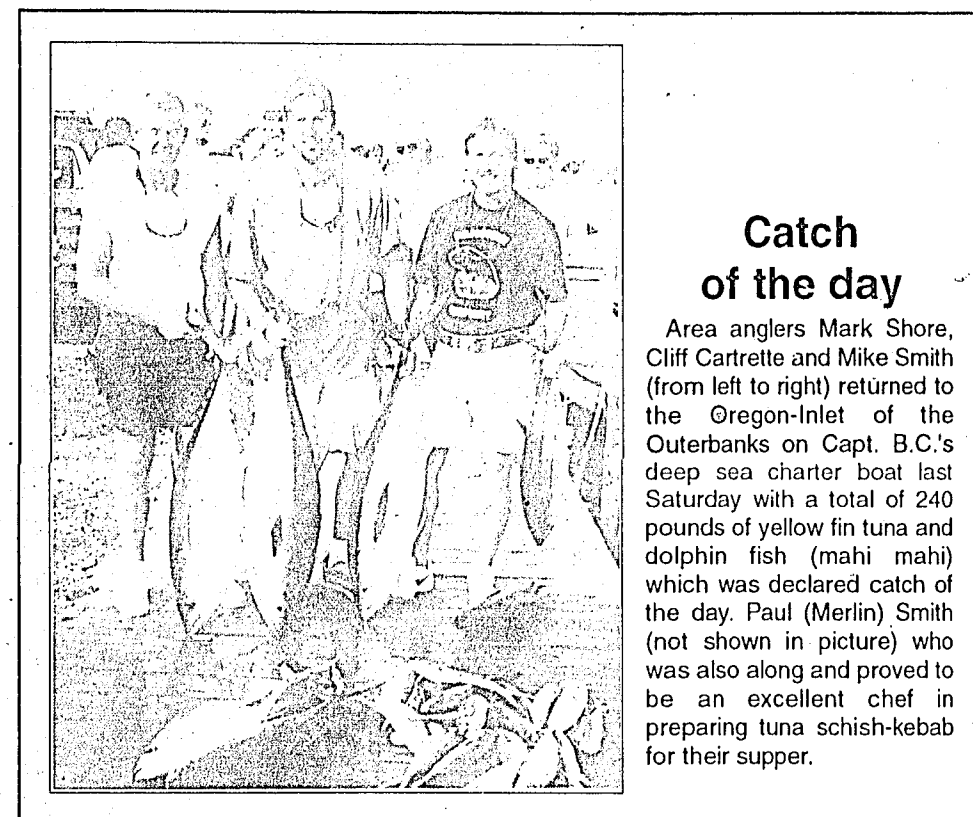 Catch
of the day
Area anglers Mark Shore,
Cliff Cartrette and Mike Smith
(from left to right) returned to
the Oregon-Inlet of the
Outerbanks on Capt. B.C.'s
deep sea charter boat last
Saturday with a total of 240
pounds of yellow fin tuna and
dolphin fish (mahi mahi)
which was declared catch of
the day. Paul (Merlin) Smith
(not shown in picture) who
was also along and proved to
be an excellent chef in
preparing tuna schish-kebab
for their supper.